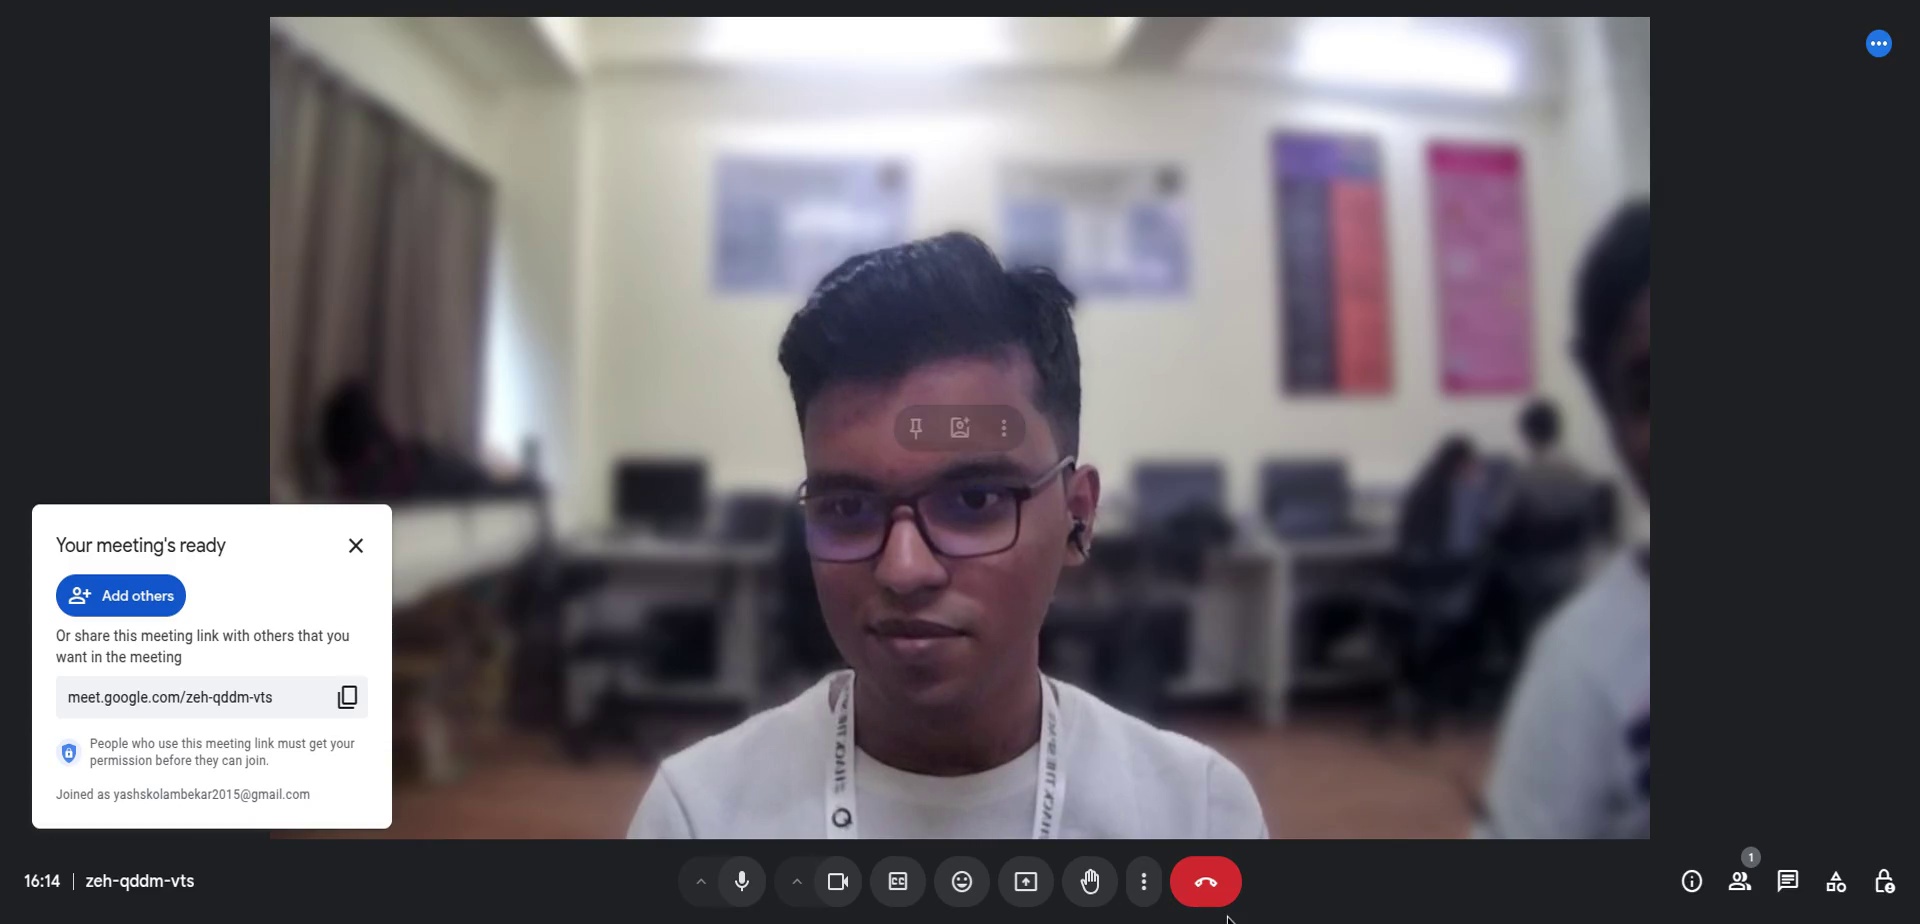 Your meeting's ready
Add others
Or share this meeting link with others that you
want in the meeting
meet.google.com/zeh-qddm-vts
People who use this meeting link must get your
permission before they can join.
Joined as yashskolambekar2015@gmail.com
16:14 | zeh-qddm-vts
1